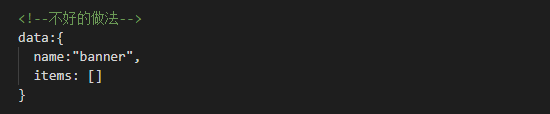 <!--不好的做法-->
data:{
  name:"banner",
  items: []
}